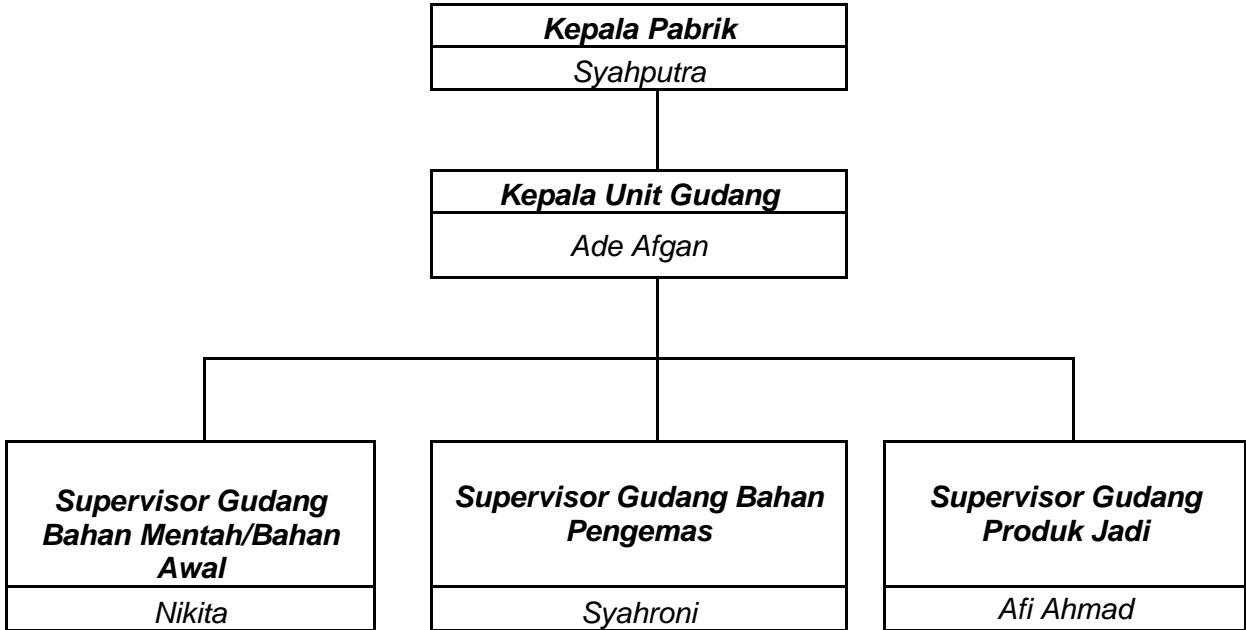 Kepala Pabrik
Syahputra
Kepala Unit Gudang
Ade Afgan
Supervisor Gudang
Bahan Mentah/Bahan
Awal
Nikita
Supervisor Gudang Bahan
Pengemas
Syahroni
Supervisor Gudang
Produk Jadi
Afi Ahmad